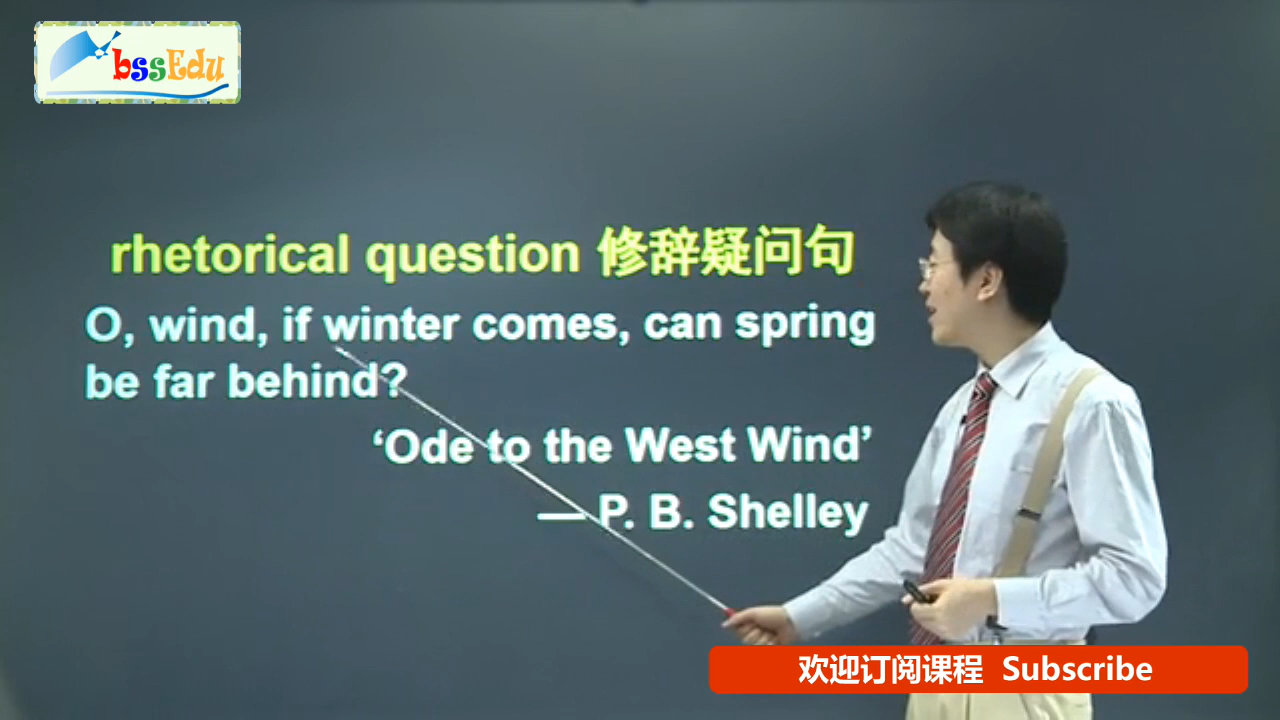 bssEdu
rhetorical question 修辞疑问句
O, wind, if winter comes, can spring
be far behind?
‘Ode to the West Wind’
— P. B. Shelley
欢迎订阅课程 Subscribe